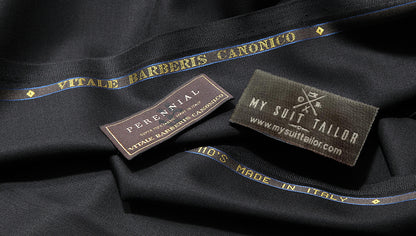 VITALE BARBERIS CANONICO
PERENNIAL
VITALE BARBERIS CANONICO
MY SUIT TAILOR
www.mysuittailor.com
110'S MADE IN ITALY